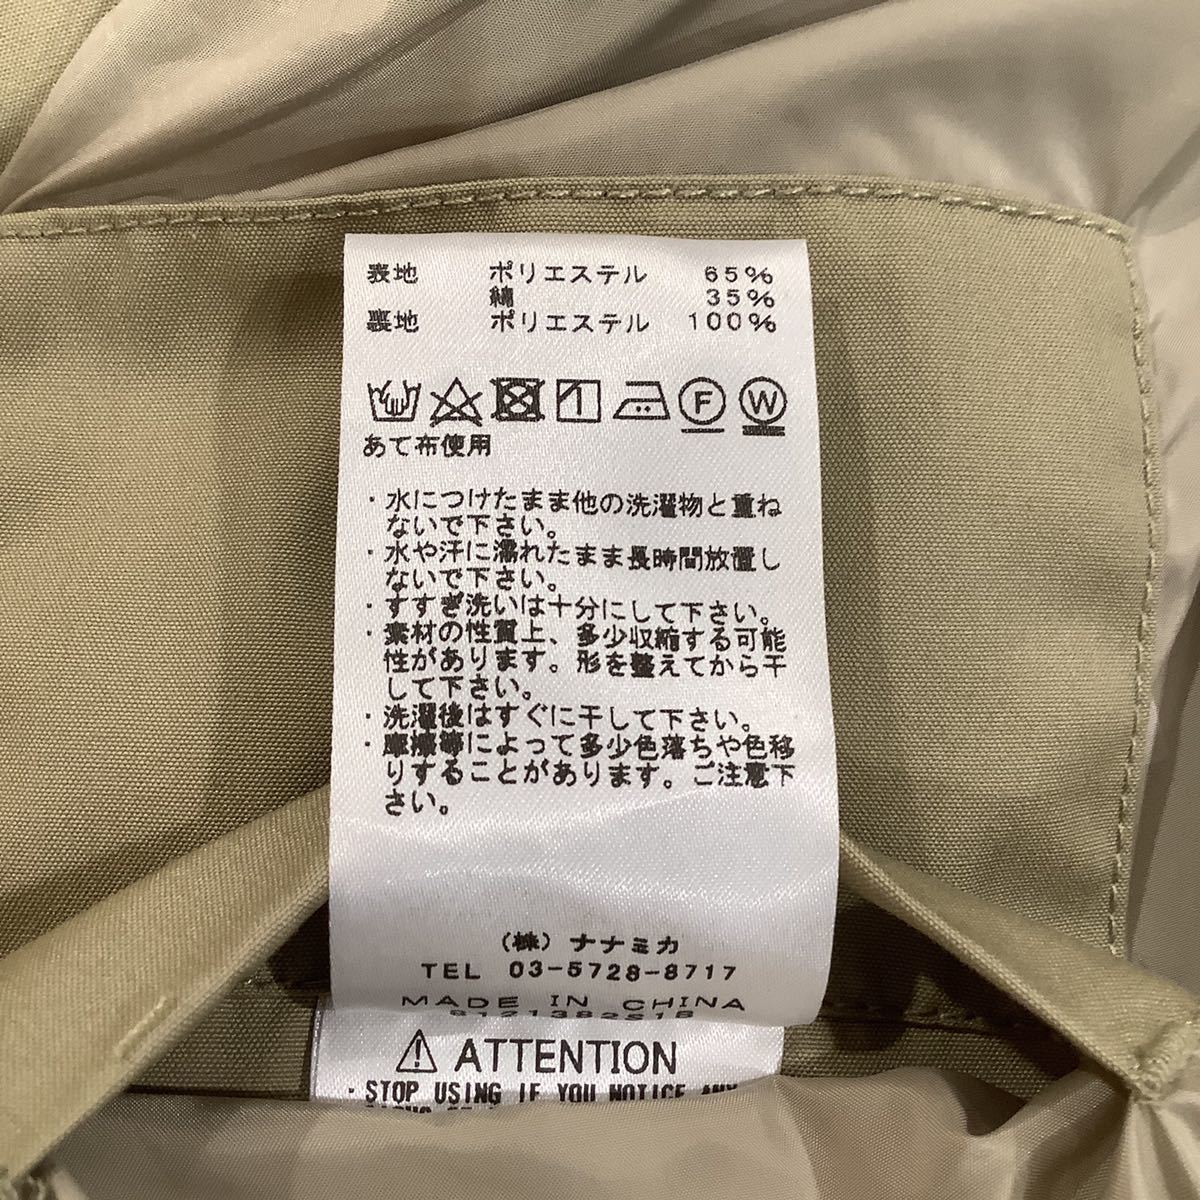 表地 ポリエステル 65%
綿 35%
裏地 ポリエステル 100%
F W
あて布使用
・水につけたまま他の洗濯物と重ね
ないで下さい。
・水や汗に濡れたまま長時間放置し
ないで下さい。
・すすぎ洗いは十分にして下さい。
・素材の性質上、多少収縮する可能
性があります。形を整えてから干
して下さい。
・洗濯後はすぐに干して下さい。
・摩擦等によって多少色落ちや色移
りすることがあります。ご注意下
さい。
(株)ナナミカ
TEL 03-5728-8717
MADE IN CHINA
ATTENTION
・STOP USING IF YOU NOTICE ANY